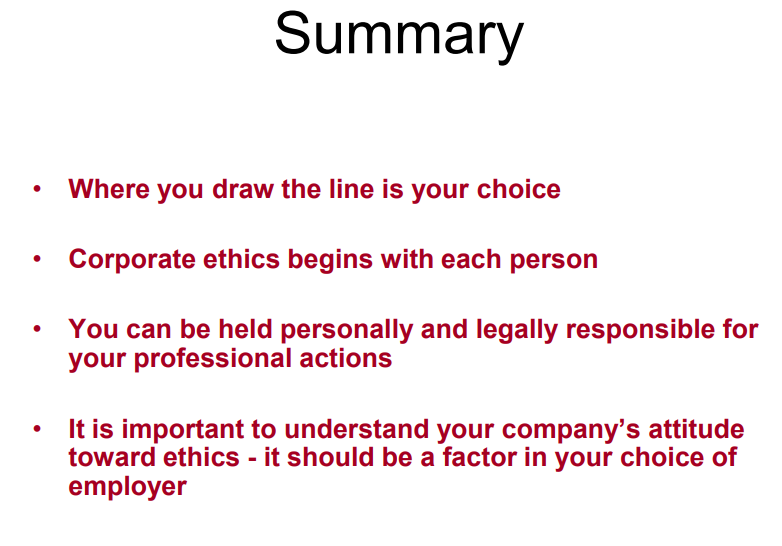 Summary
• Where you draw the line is your choice
• Corporate ethics begins with each person
• You can be held personally and legally responsible for
your professional actions
• It is important to understand your company’s attitude
toward ethics - it should be a factor in your choice of
employer